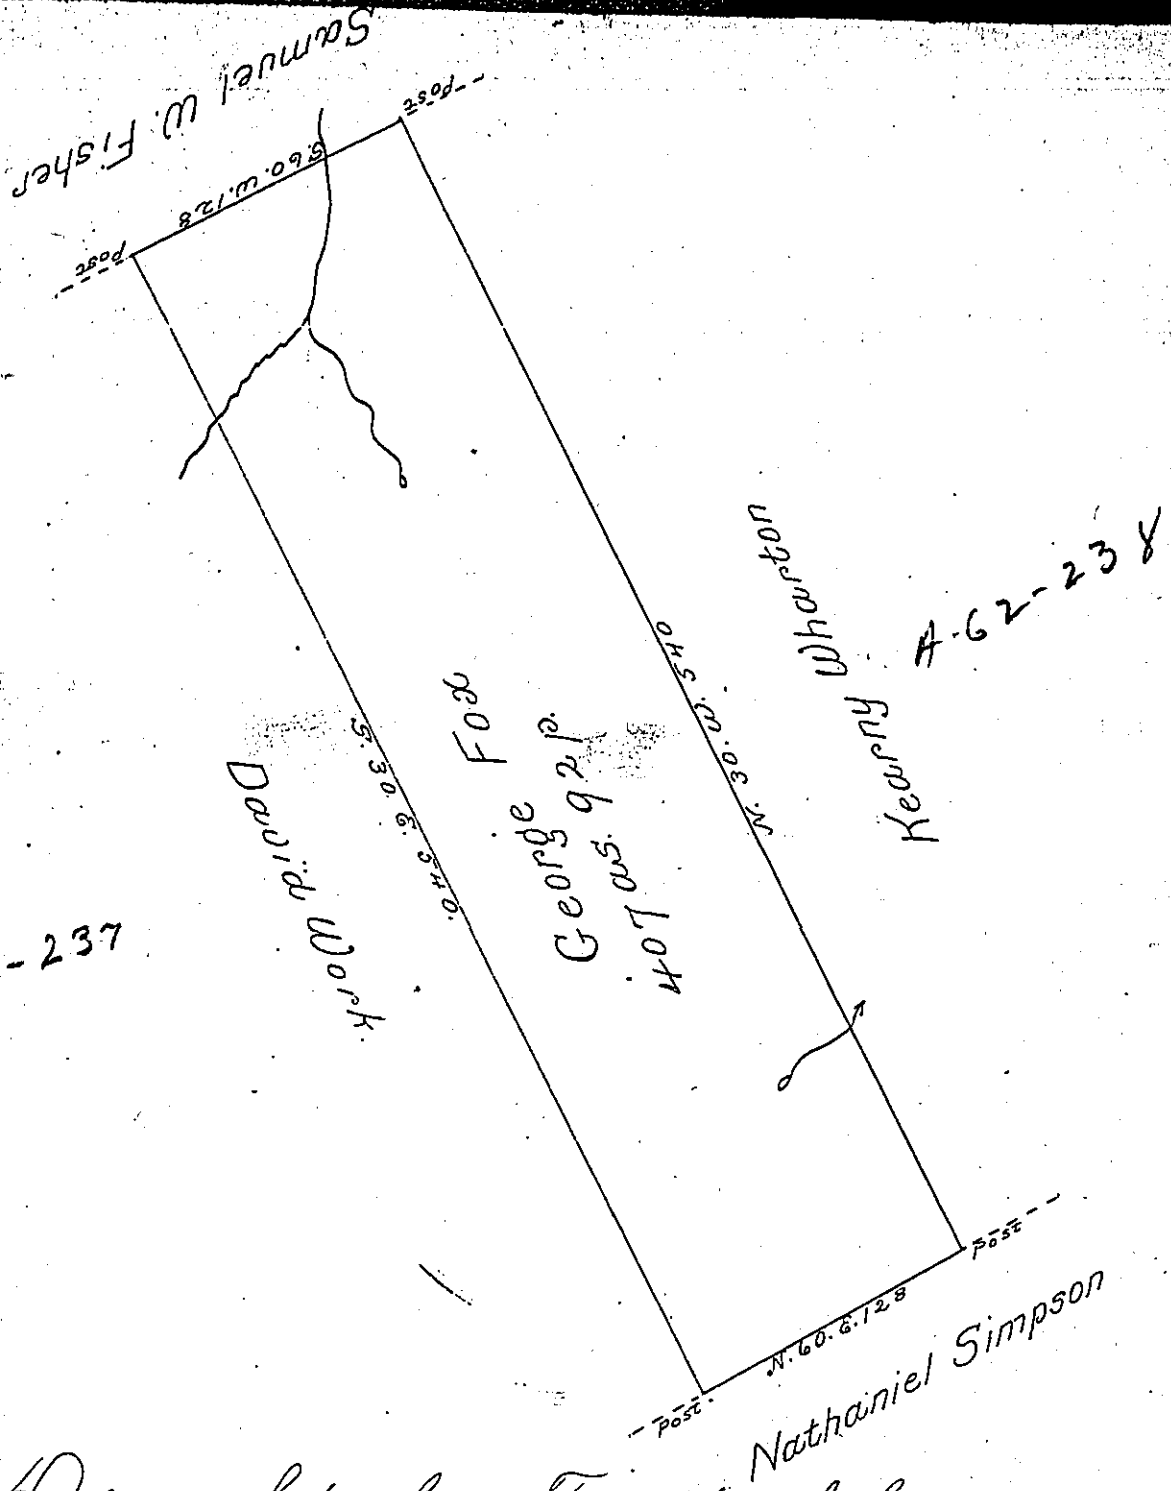 Samuel W. Fisher
post
S. 60. W. 128
post
Kearny Wharton
A-62-238
N. 30. W. 540
George Fox
407 as. 92 p.
S. 30. E. 540.
David Work.
-237
post
N. 60. E. 128
post.
Nathaniel Simpson